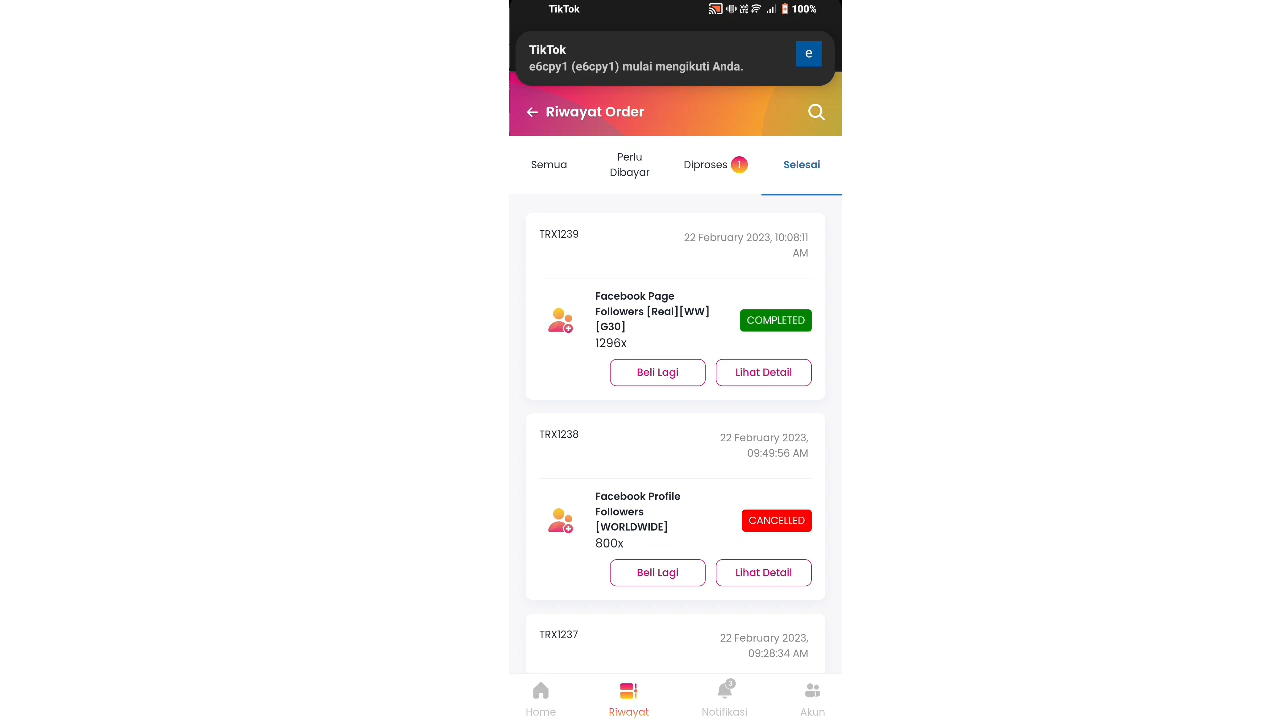 TikTok
100%
TikTok
e
e6cpy1 (e6cpy1) mulai mengikuti Anda.
Riwayat Order
Semua
Perlu
Dibayar
Diproses 1
Selesai
TRX1239
22 February 2023, 10:08:11
AM
Facebook Page
Followers [Real][WW]
[G30]
1296x
COMPLETED
Beli Lagi
Lihat Detail
TRX1238
22 February 2023,
09:49:56 AM
Facebook Profile
Followers
[WORLDWIDE]
800x
CANCELLED
Beli Lagi
Lihat Detail
TRX1237
22 February 2023,
09:28:34 AM
3
Home
Riwayat
Notifikasi
Akun